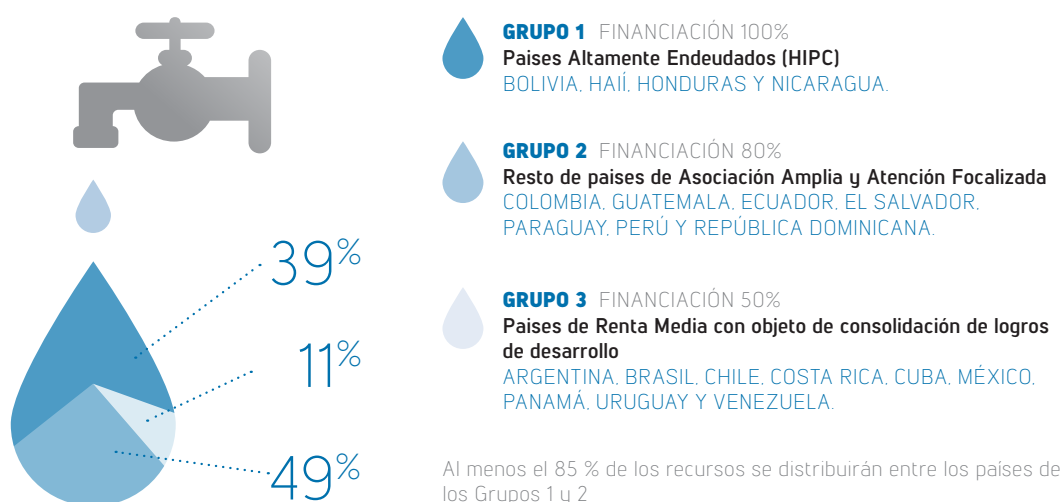 GRUPO 1 FINANCIACIÓN 100%
Paises Altamente Endeudados (HIPC)
BOLIVIA, HAIÍ, HONDURAS Y NICARAGUA.
GRUPO 2 FINANCIACIÓN 80%
Resto de paises de Asociación Amplia y Atención Focalizada
COLOMBIA, GUATEMALA, ECUADOR, EL SALVADOR,
PARAGUAY, PERÚ Y REPÚBLICA DOMINICANA.
GRUPO 3 FINANCIACIÓN 50%
Paises de Renta Media con objeto de consolidación de logros
de desarrollo
ARGENTINA, BRASIL, CHILE, COSTA RICA, CUBA, MÉXICO,
PANAMÁ, URUGUAY Y VENEZUELA.
Al menos el 85 % de los recursos se distribuirán entre los países de
los Grupos 1 y 2
39%
11%
49%